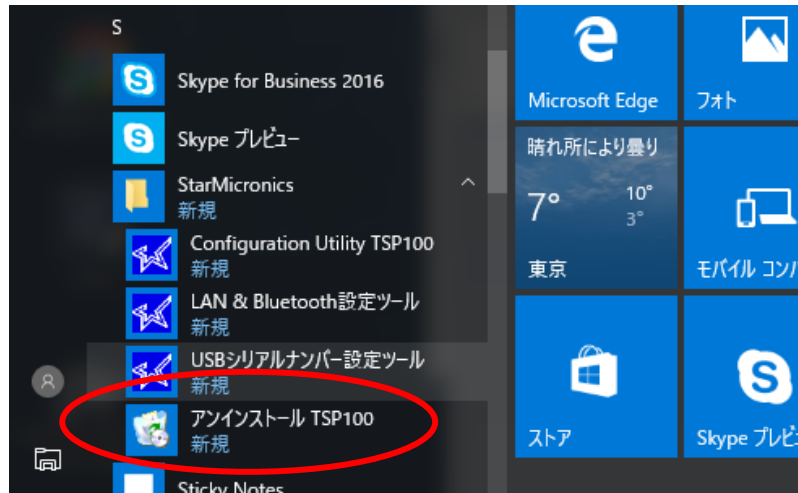 S
Skype for Business 2016
Skype プレビュー
StarMicronics
新規
Configuration Utility TSP100
新規
LAN & Bluetooth設定ツール
新規
USBシリアルナンバー設定ツール
新規
アンインストール TSP100
新規
Sticky Notes
Microsoft Edge
フォト
晴れ所により曇り
7°
10°
3°
東京
モバイル コン
ストア
Skype プレビ